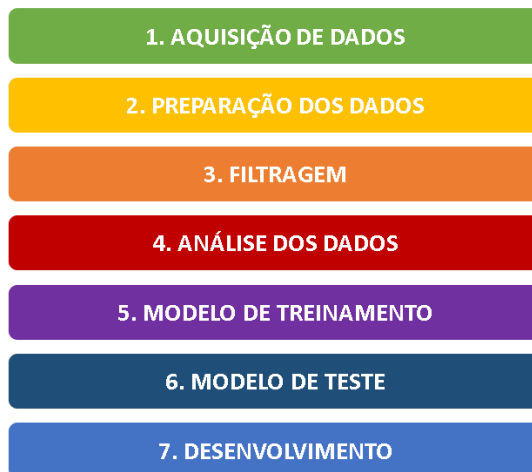 1. AQUISIÇÃO DE DADOS
2. PREPARAÇÃO DOS DADOS
3. FILTRAGEM
4. ANÁLISE DOS DADOS
5. MODELO DE TREINAMENTO
6. MODELO DE TESTE
7. DESENVOLVIMENTO